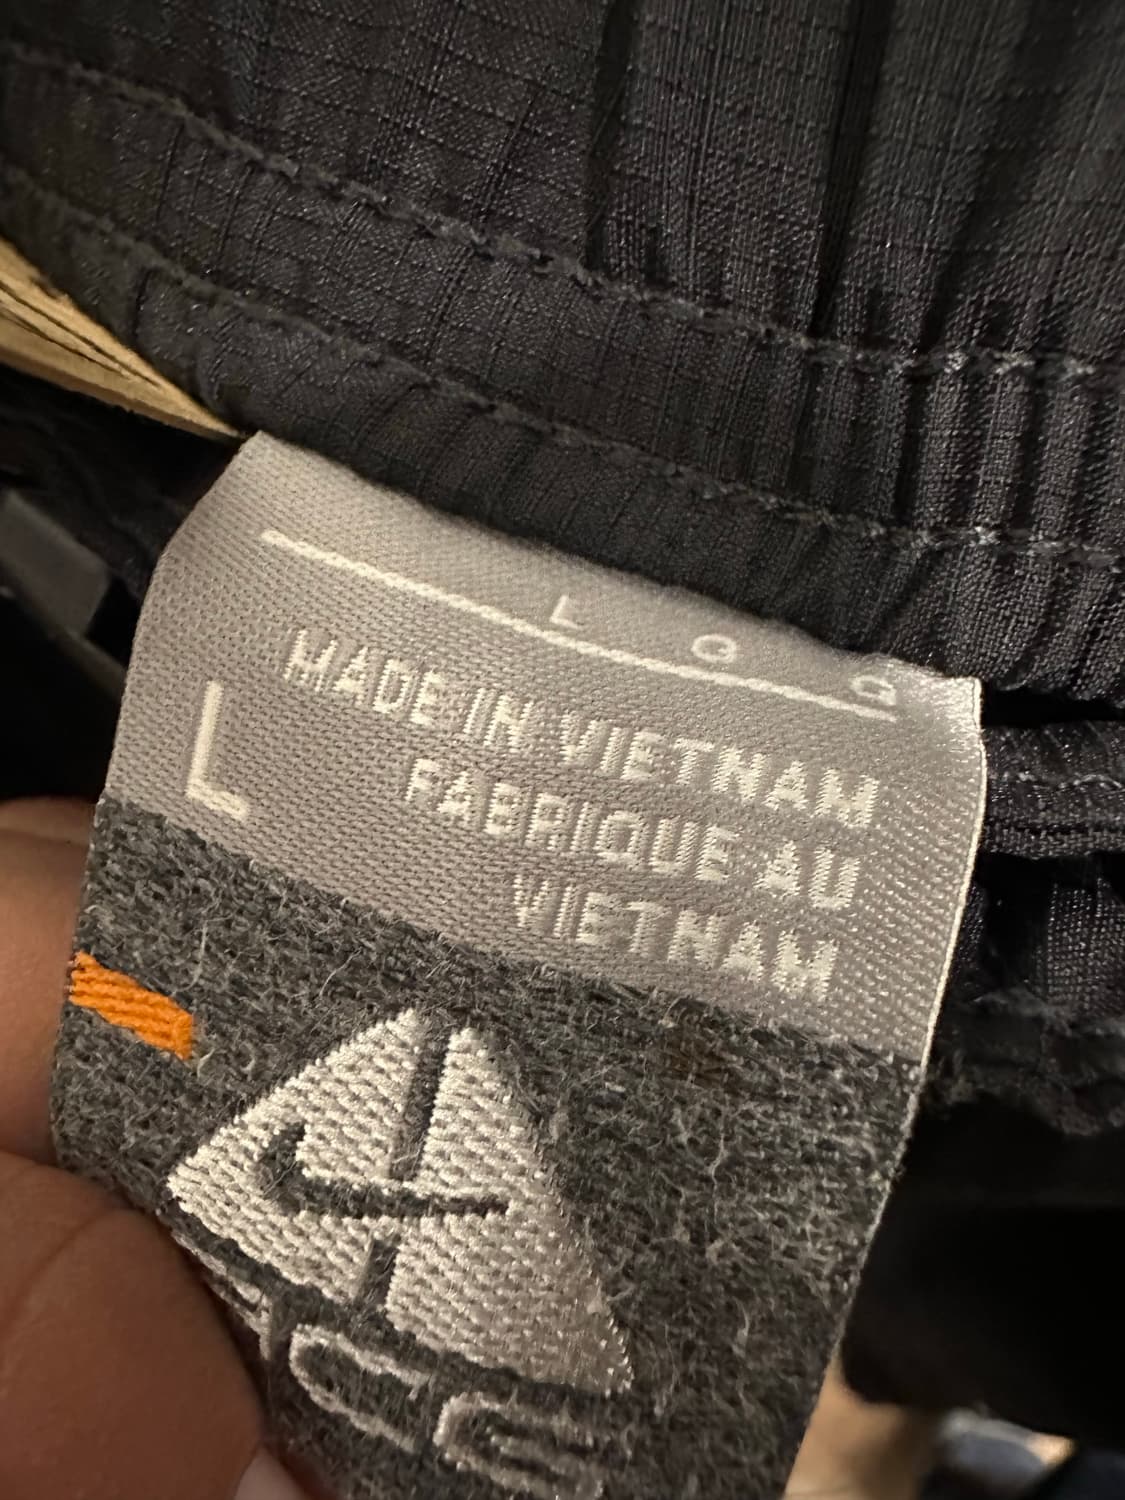 L O G
MADE IN VIETNAM
L
FABRIQUE AU
VIETNAM
ACG